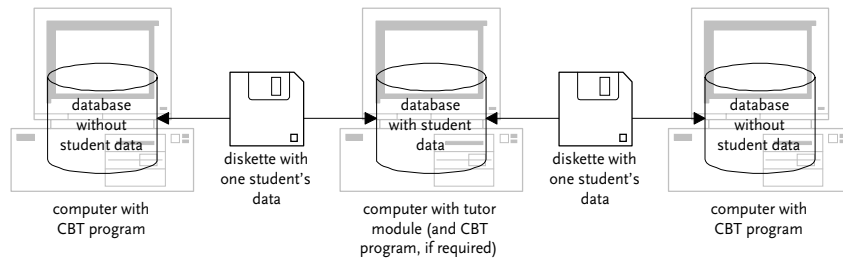 database
without
student data
computer with
CBT program
diskette with
one student's
data
database
with student
data
computer with tutor
module (and CBT
program, if required)
diskette with
one student's
data
database
without
student data
computer with
CBT program